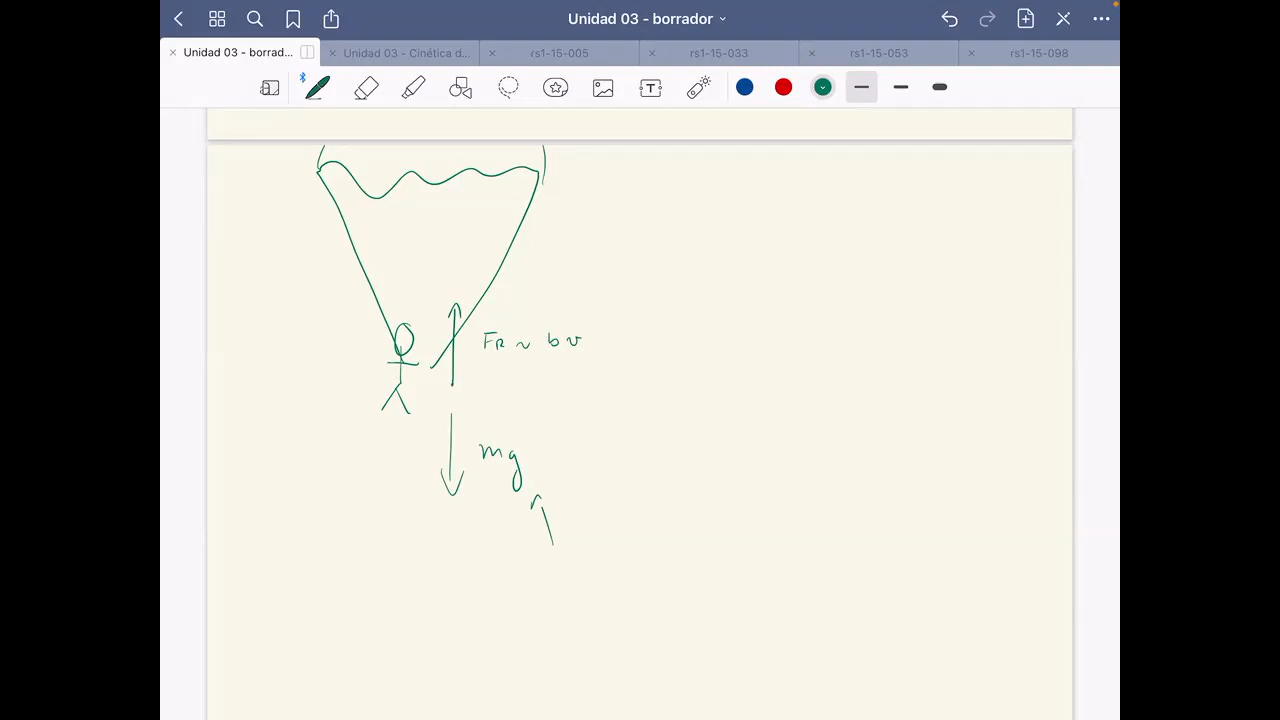 Unidad 03 - borrador
Unidad 03 - borrad...
Unidad 03 - Cinética d...
rs1-15-005
rs1-15-033
rs1-15-053
rs1-15-098
T
FR ~ bv
mg